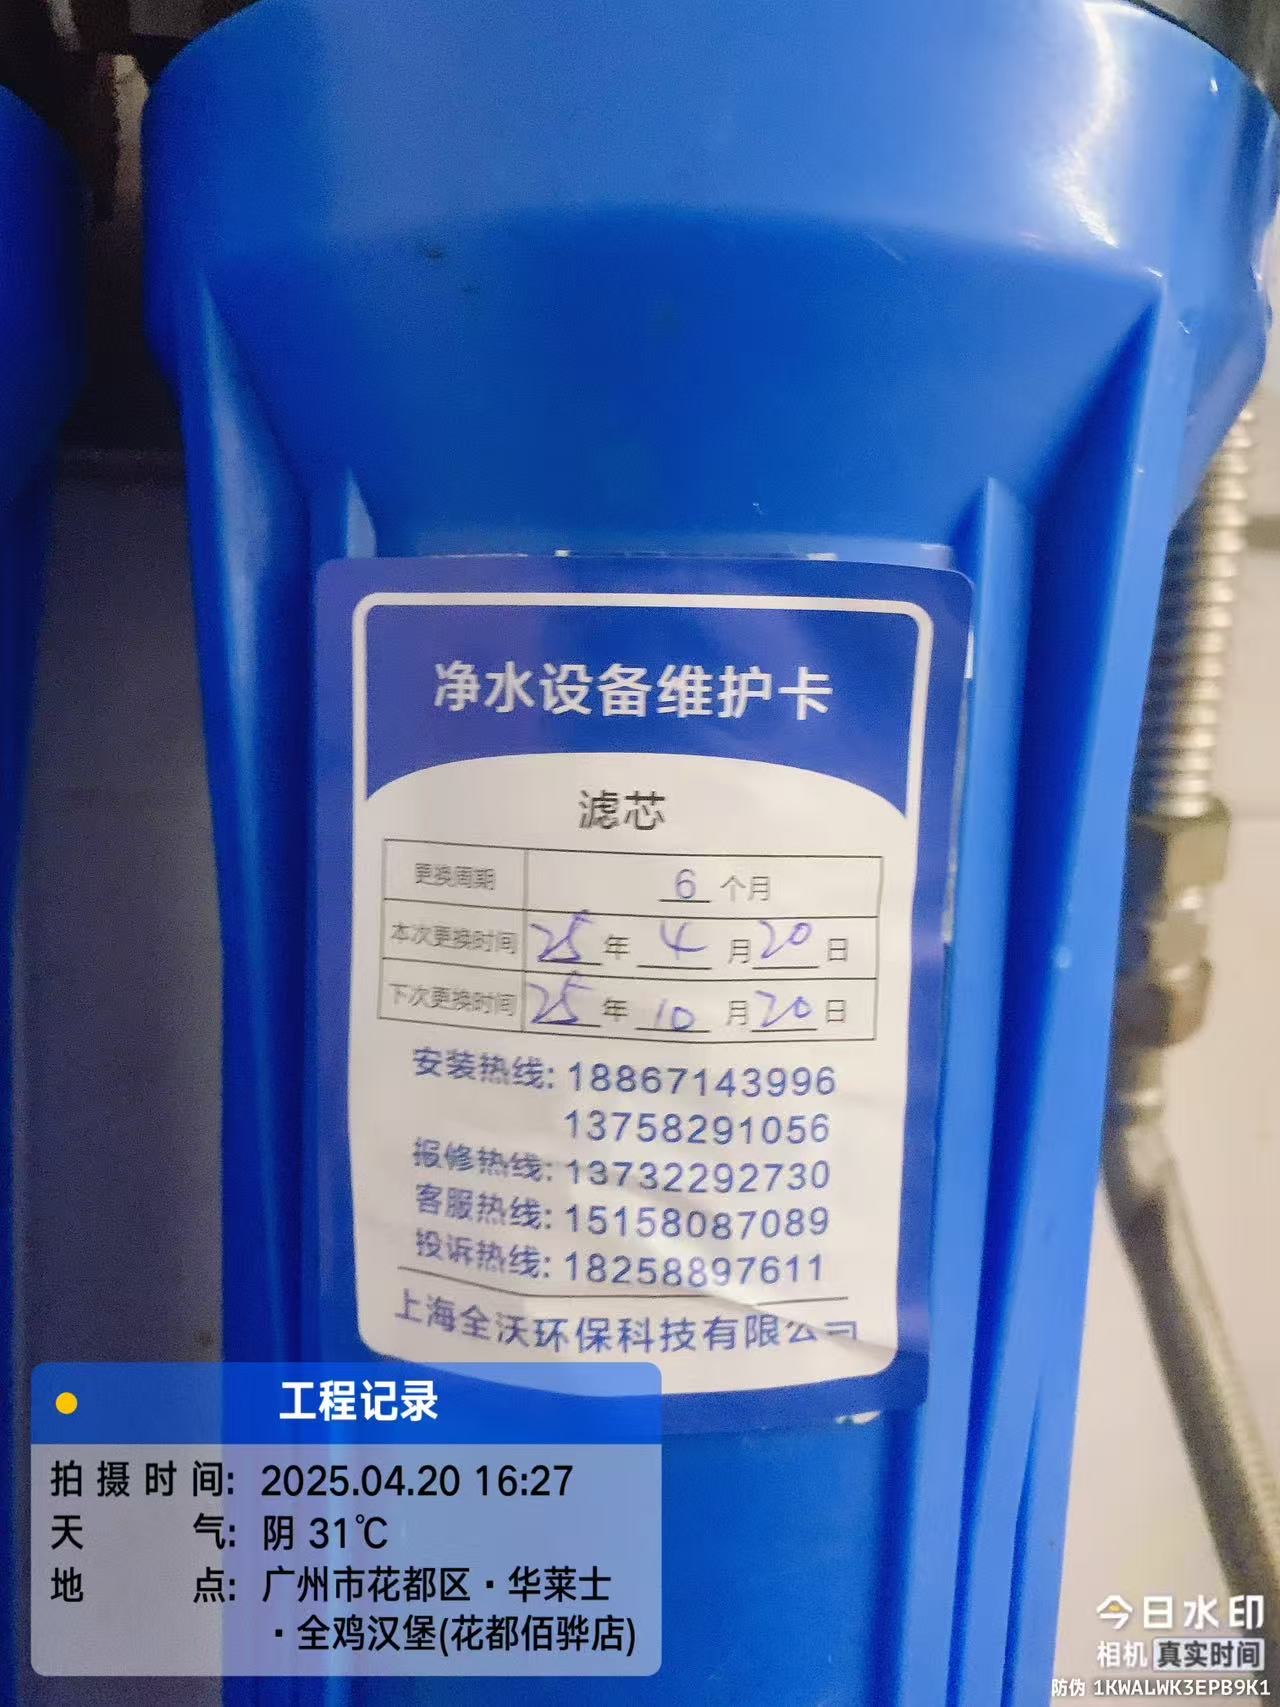 净水设备维护卡
滤芯
更换周期 6 个月
本次更换时间 25 年 4 月 20 日
下次更换时间 25 年 10 月 20 日
安装热线: 18867143996
13758291056
报修热线: 13732292730
客服热线: 15158087089
投诉热线: 18258897611
上海全沃环保科技有限公司
工程记录
拍摄时间: 2025.04.20 16:27
天气: 阴 31℃
地点: 广州市花都区·华莱士
·全鸡汉堡(花都佰骅店)
今日水印
相机 真实时间
防伪 1KWALWK3EPB9K1